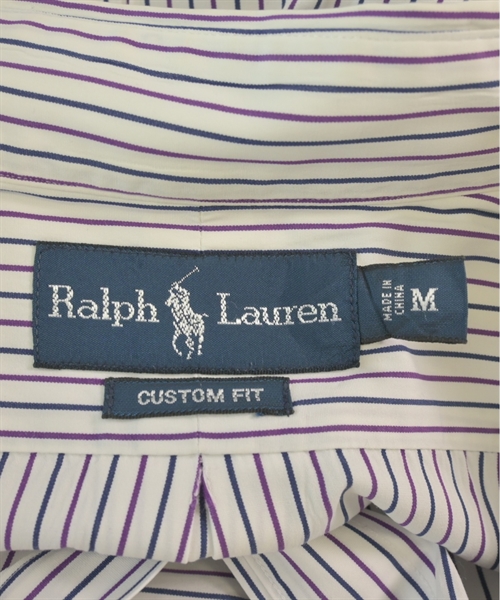 Ralph Lauren
MADE IN
CHINA
M
CUSTOM FIT